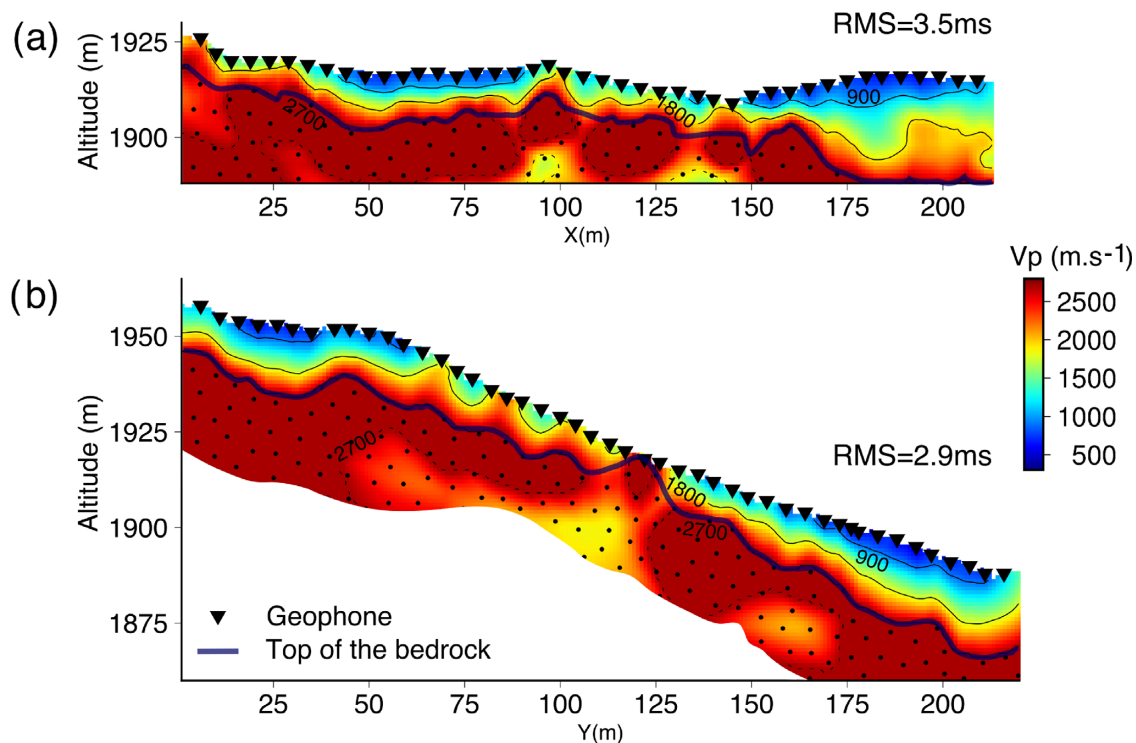 (a)
RMS=3.5ms
Altitude (m)
1925
1900
2700
1800
900
25 50 75 100 125 150 175 200
X(m)
Vp (m.s-1)
2500
2000
1500
1000
500
(b)
RMS=2.9ms
Altitude (m)
1950
1925
1900
1875
2700
1800
2700
900
Geophone
Top of the bedrock
25 50 75 100 125 150 175 200
Y(m)